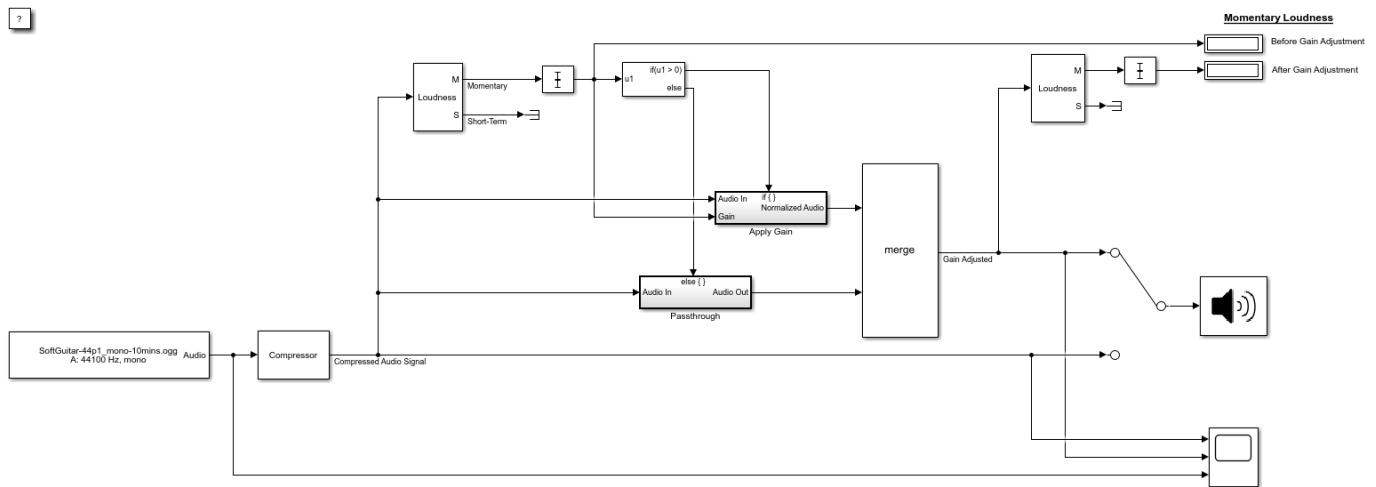 ?
Momentary Loudness
Before Gain Adjustment
After Gain Adjustment
M
Loudness
S
Momentary
Short-Term
u1
if(u1 > 0)
else
M
Loudness
S
Audio In
if { }
Normalized Audio
Gain
Apply Gain
merge
Gain Adjusted
else { }
Audio In
Audio Out
Passthrough
SoftGuitar-44p1_mono-10mins.ogg
A: 44100 Hz, mono
Audio
Compressor
Compressed Audio Signal